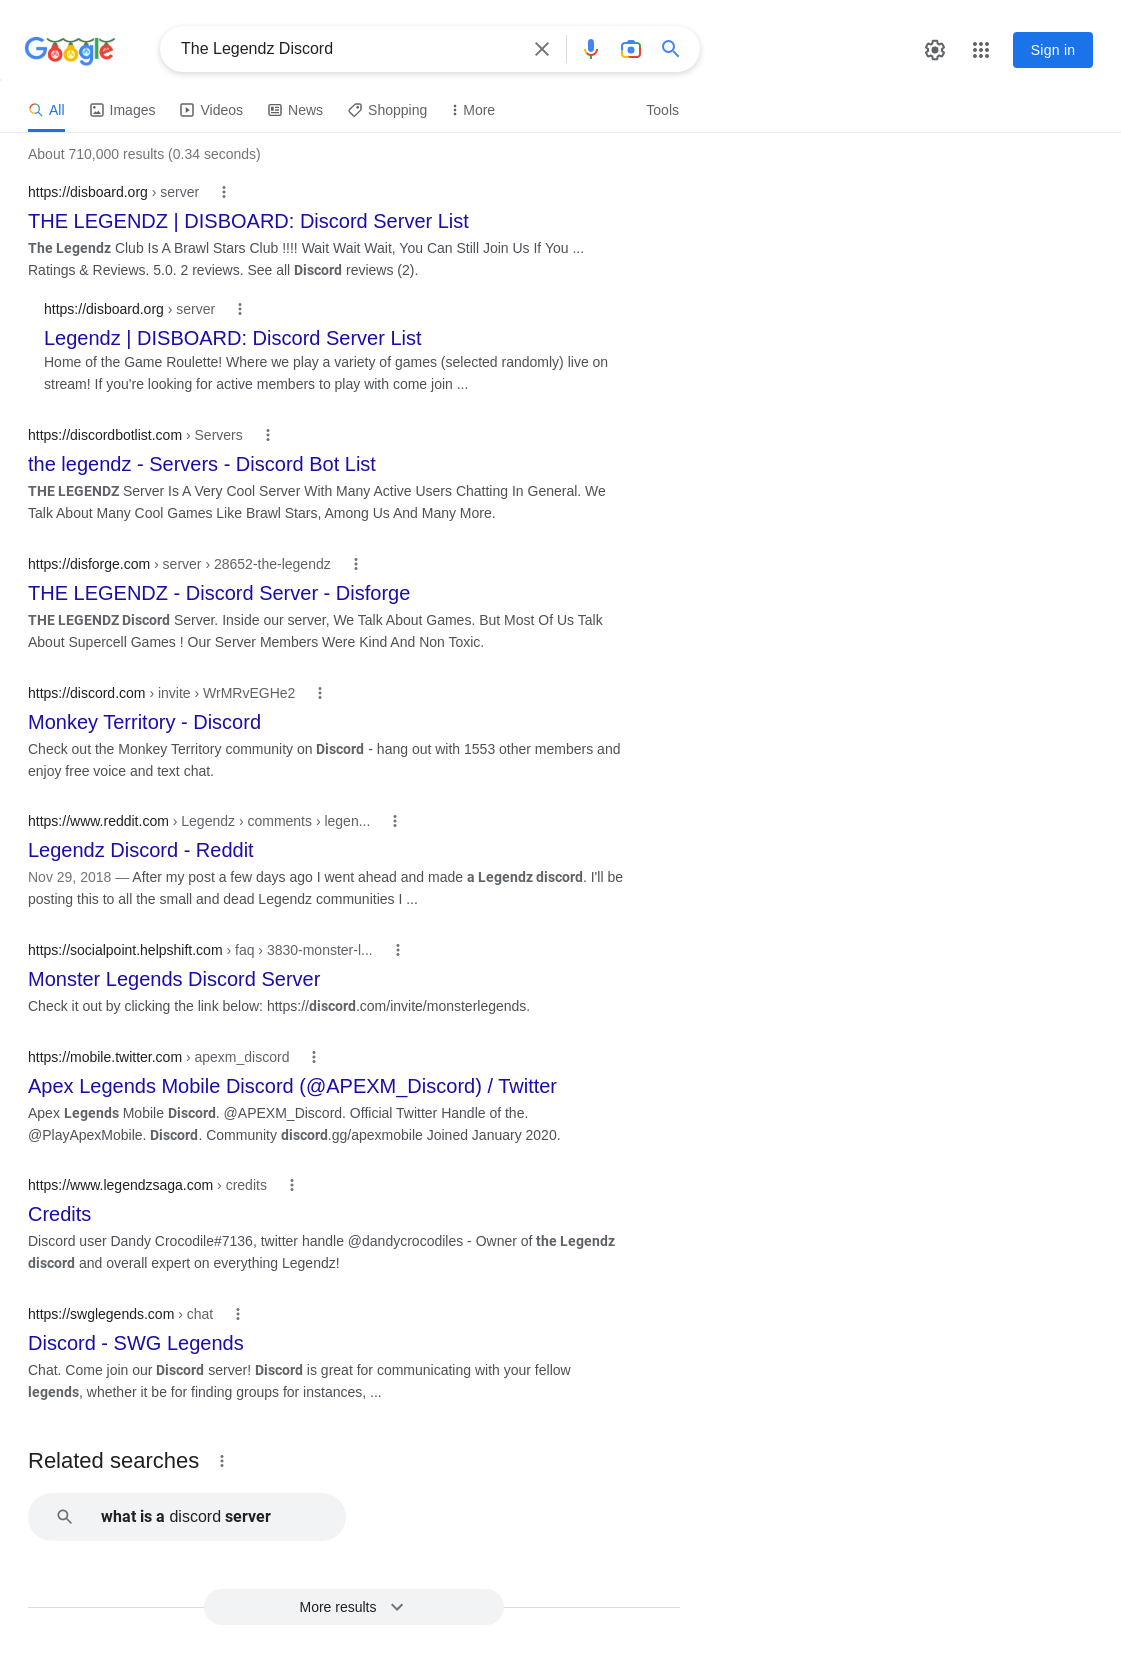 Google
The Legendz Discord
Sign in
All Images Videos News Shopping More Tools
About 710,000 results (0.34 seconds)
https://disboard.org › server
THE LEGENDZ | DISBOARD: Discord Server List
The Legendz Club Is A Brawl Stars Club !!!! Wait Wait Wait, You Can Still Join Us If You ...
Ratings & Reviews. 5.0. 2 reviews. See all Discord reviews (2).
https://disboard.org › server
Legendz | DISBOARD: Discord Server List
Home of the Game Roulette! Where we play a variety of games (selected randomly) live on
stream! If you're looking for active members to play with come join ...
https://discordbotlist.com › Servers
the legendz - Servers - Discord Bot List
THE LEGENDZ Server Is A Very Cool Server With Many Active Users Chatting In General. We
Talk About Many Cool Games Like Brawl Stars, Among Us And Many More.
https://disforge.com › server › 28652-the-legendz
THE LEGENDZ - Discord Server - Disforge
THE LEGENDZ Discord Server. Inside our server, We Talk About Games. But Most Of Us Talk
About Supercell Games ! Our Server Members Were Kind And Non Toxic.
https://discord.com › invite › WrMRvEGHe2
Monkey Territory - Discord
Check out the Monkey Territory community on Discord - hang out with 1553 other members and
enjoy free voice and text chat.
https://www.reddit.com › Legendz › comments › legen...
Legendz Discord - Reddit
Nov 29, 2018 — After my post a few days ago I went ahead and made a Legendz discord. I'll be
posting this to all the small and dead Legendz communities I ...
https://socialpoint.helpshift.com › faq › 3830-monster-l...
Monster Legends Discord Server
Check it out by clicking the link below: https://discord.com/invite/monsterlegends.
https://mobile.twitter.com › apexm_discord
Apex Legends Mobile Discord (@APEXM_Discord) / Twitter
Apex Legends Mobile Discord. @APEXM_Discord. Official Twitter Handle of the.
@PlayApexMobile. Discord. Community discord.gg/apexmobile Joined January 2020.
https://www.legendzsaga.com › credits
Credits
Discord user Dandy Crocodile#7136, twitter handle @dandycrocodiles - Owner of the Legendz
discord and overall expert on everything Legendz!
https://swglegends.com › chat
Discord - SWG Legends
Chat. Come join our Discord server! Discord is great for communicating with your fellow
legends, whether it be for finding groups for instances, ...
Related searches
what is a discord server
More results